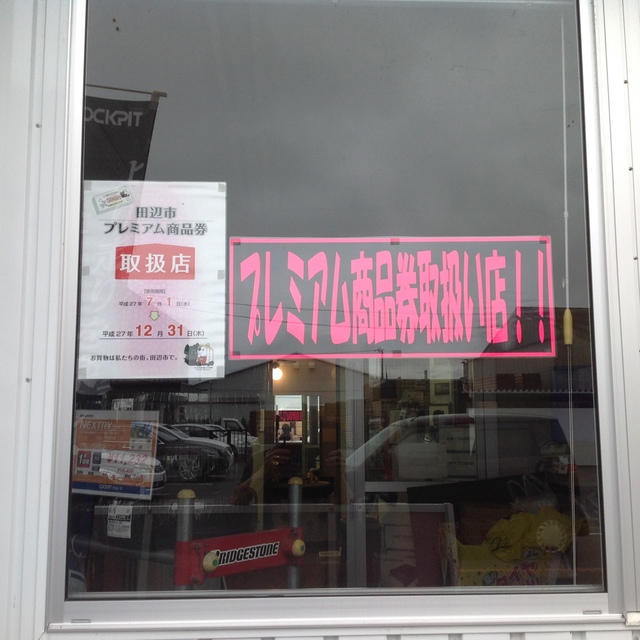 OCKPIT
田辺市
プレミアム商品券
取扱店
平成27年 7月 1日(水)
平成27年 12月 31日(木)
お買物は私たちの街、田辺市で。
プレミアム商品券取扱い店!!
NEXTRY
BRIDGESTONE